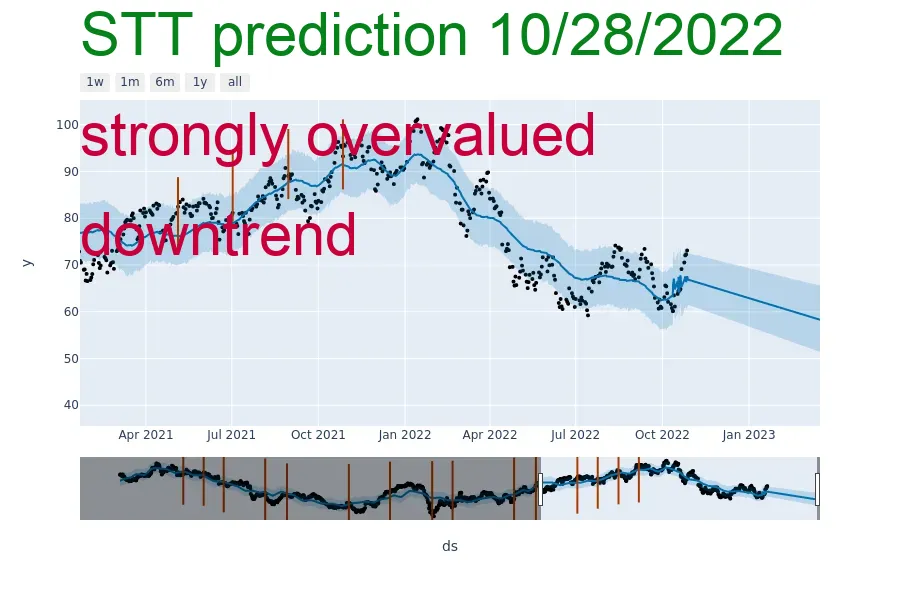 STT prediction 10/28/2022
1w 1m 6m 1y all
strongly overvalued
downtrend
100
90
80
70
60
50
40
y
Apr 2021 Jul 2021 Oct 2021 Jan 2022 Apr 2022 Jul 2022 Oct 2022 Jan 2023
ds